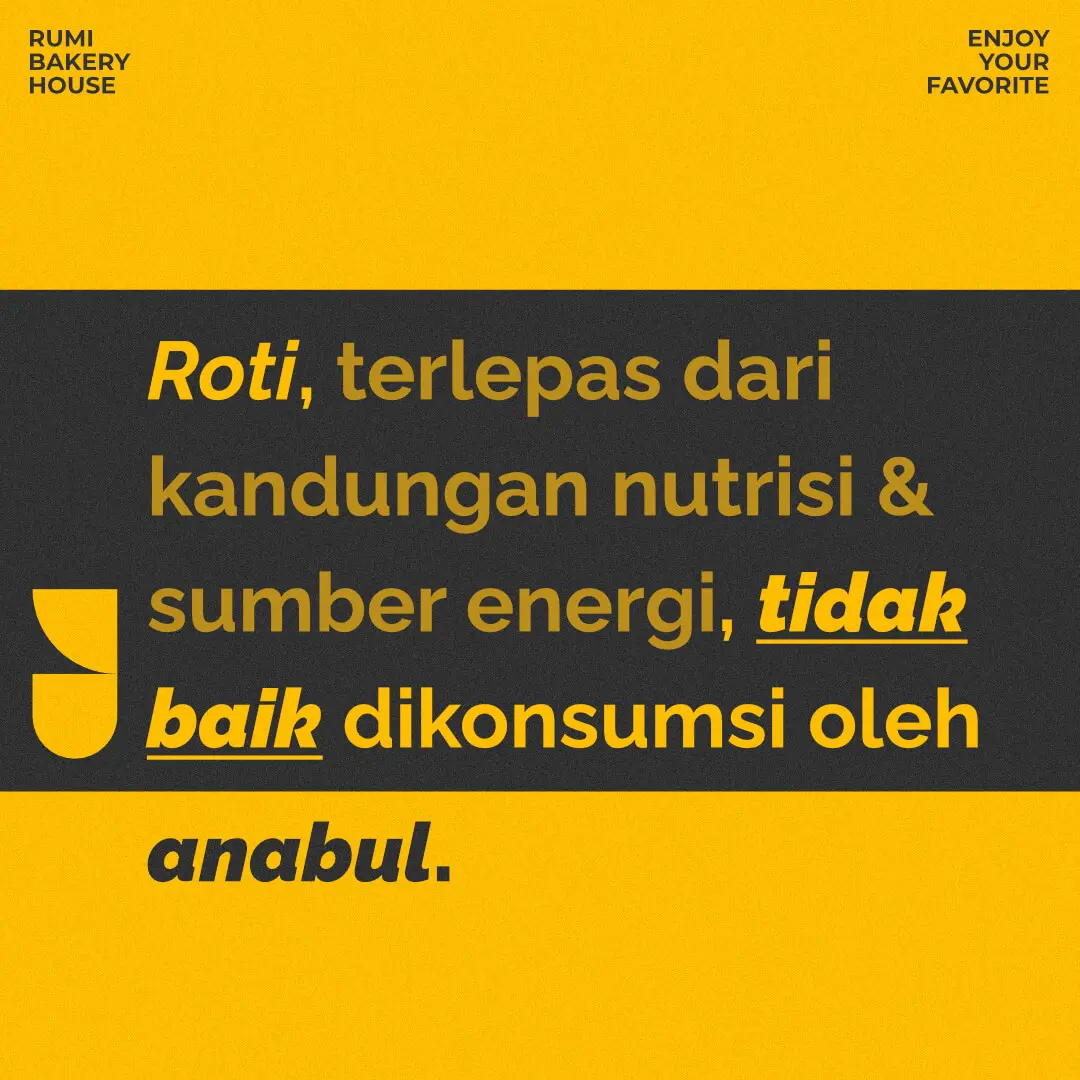 RUMI
BAKERY
HOUSE
ENJOY
YOUR
FAVORITE
Roti, terlepas dari
kandungan nutrisi &
sumber energi, tidak
baik dikonsumsi oleh
anabul.